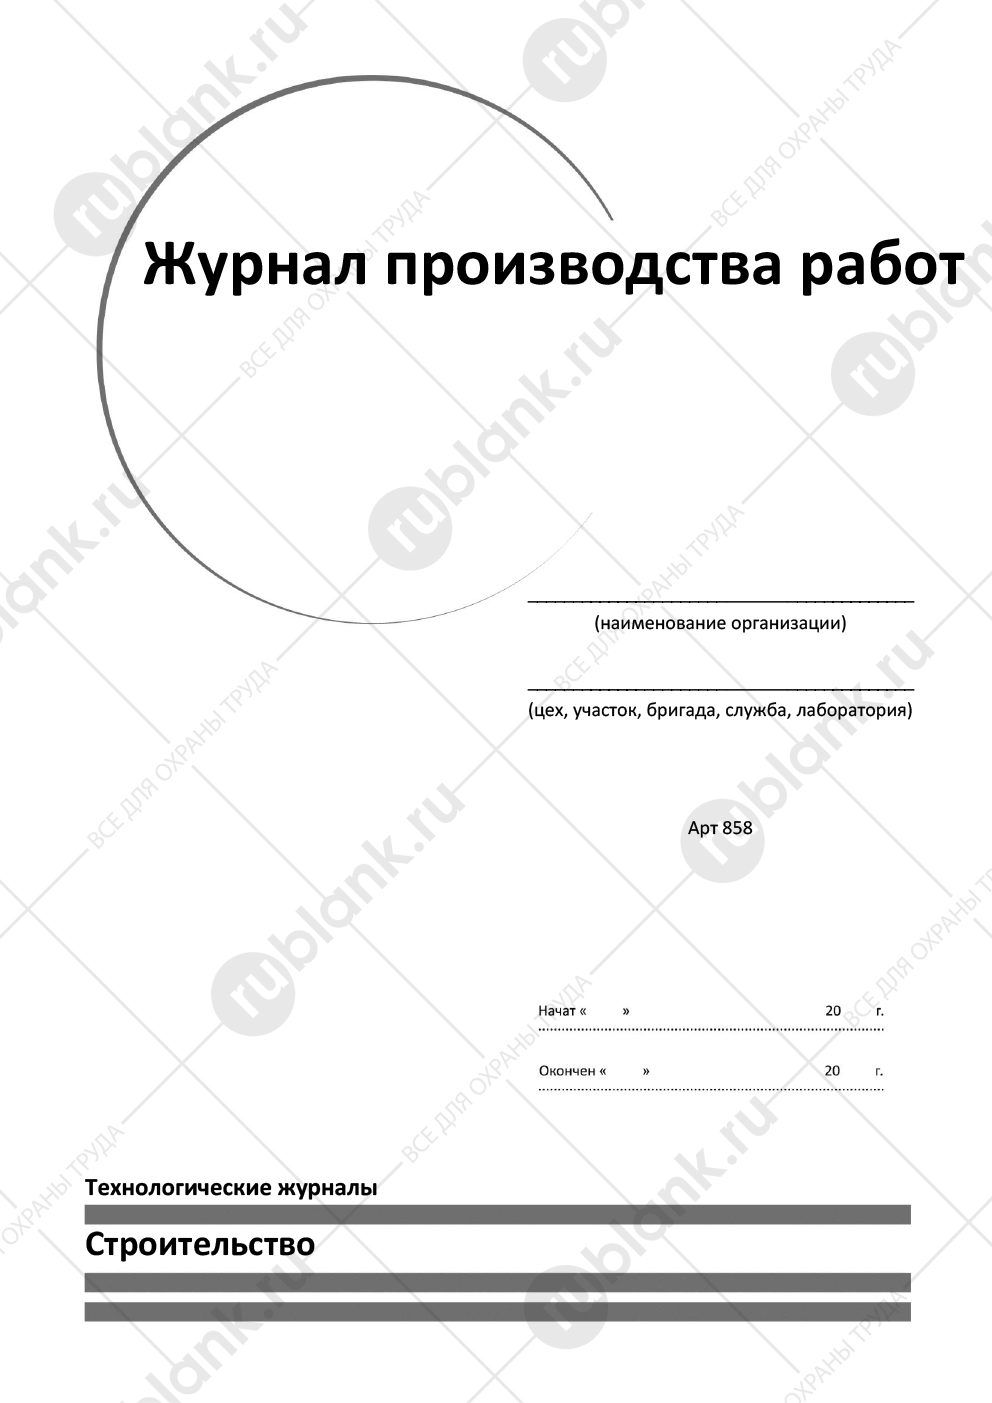 Журнал производства работ
(наименование организации)
(цех, участок, бригада, служба, лаборатория)
Арт 858
Начат « » 20 г.
Окончен « » 20 г.
Технологические журналы
Строительство
rublank.ru
ВСЕ ДЛЯ ОХРАНЫ ТРУДА